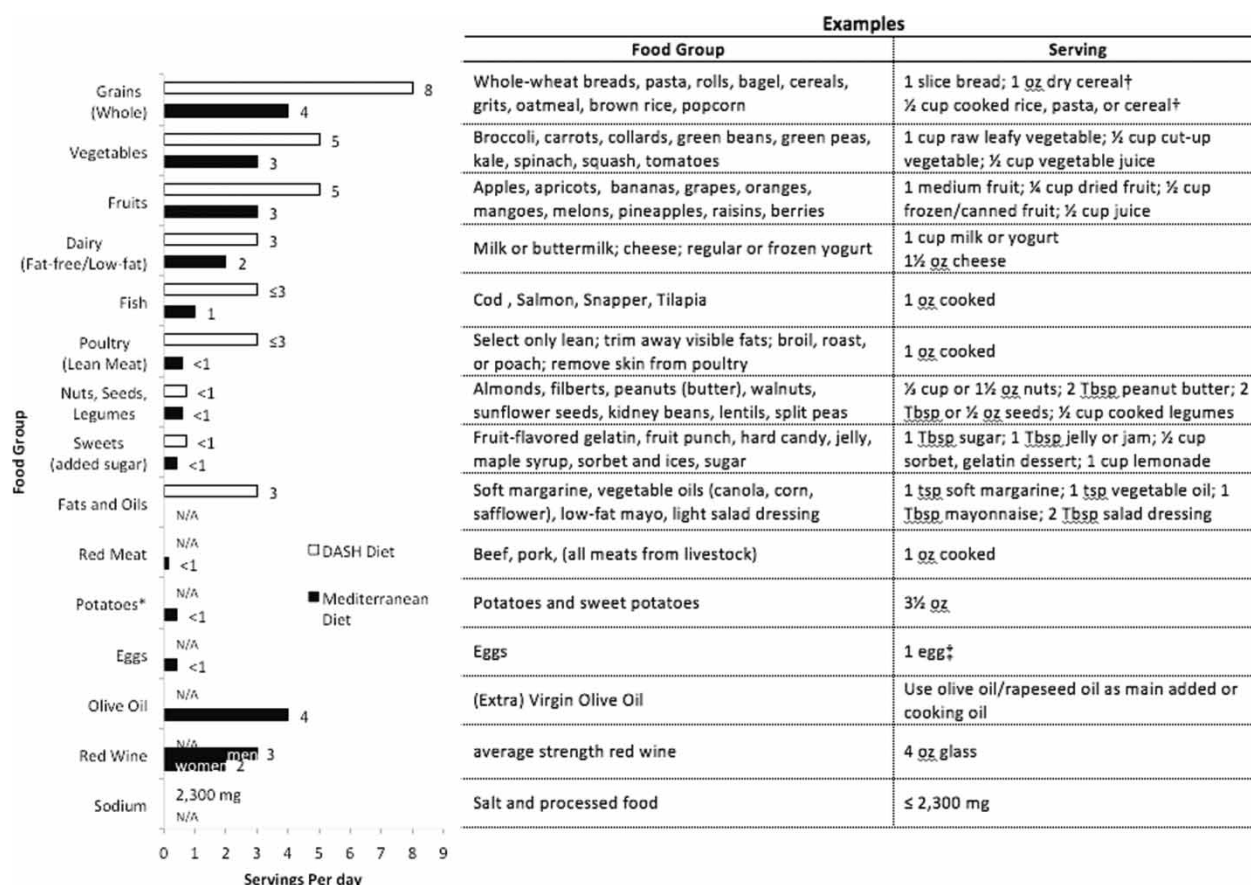 Examples
Food Group
Serving
Grains
(Whole)
8
4
Whole-wheat breads, pasta, rolls, bagel, cereals,
grits, oatmeal, brown rice, popcorn
1 slice bread; 1 oz dry cereal†
½ cup cooked rice, pasta, or cereal†
Vegetables
5
3
Broccoli, carrots, collards, green beans, green peas,
kale, spinach, squash, tomatoes
1 cup raw leafy vegetable; ½ cup cut-up
vegetable; ½ cup vegetable juice
Fruits
5
3
Apples, apricots, bananas, grapes, oranges,
mangoes, melons, pineapples, raisins, berries
1 medium fruit; ¼ cup dried fruit; ½ cup
frozen/canned fruit; ½ cup juice
Dairy
(Fat-free/Low-fat)
3
2
Milk or buttermilk; cheese; regular or frozen yogurt
1 cup milk or yogurt
1½ oz cheese
Fish
≤3
1
Cod , Salmon, Snapper, Tilapia
1 oz cooked
Poultry
(Lean Meat)
≤3
<1
Select only lean; trim away visible fats; broil, roast,
or poach; remove skin from poultry
1 oz cooked
Nuts, Seeds,
Legumes
<1
<1
Almonds, filberts, peanuts (butter), walnuts,
sunflower seeds, kidney beans, lentils, split peas
⅓ cup or 1½ oz nuts; 2 Tbsp peanut butter; 2
Tbsp or ½ oz seeds; ½ cup cooked legumes
Sweets
(added sugar)
<1
<1
Fruit-flavored gelatin, fruit punch, hard candy, jelly,
maple syrup, sorbet and ices, sugar
1 Tbsp sugar; 1 Tbsp jelly or jam; ½ cup
sorbet, gelatin dessert; 1 cup lemonade
Fats and Oils
3
N/A
Soft margarine, vegetable oils (canola, corn,
safflower), low-fat mayo, light salad dressing
1 tsp soft margarine; 1 tsp vegetable oil; 1
Tbsp mayonnaise; 2 Tbsp salad dressing
Red Meat
N/A
<1
Beef, pork, (all meats from livestock)
1 oz cooked
Potatoes*
N/A
<1
Potatoes and sweet potatoes
3½ oz
Eggs
N/A
<1
Eggs
1 egg‡
Olive Oil
N/A
4
(Extra) Virgin Olive Oil
Use olive oil/rapeseed oil as main added or
cooking oil
Red Wine
N/A
men 3
women 2
average strength red wine
4 oz glass
Sodium
2,300 mg
N/A
Salt and processed food
≤ 2,300 mg
DASH Diet
Mediterranean
Diet
Food Group
0 1 2 3 4 5 6 7 8 9
Servings Per day